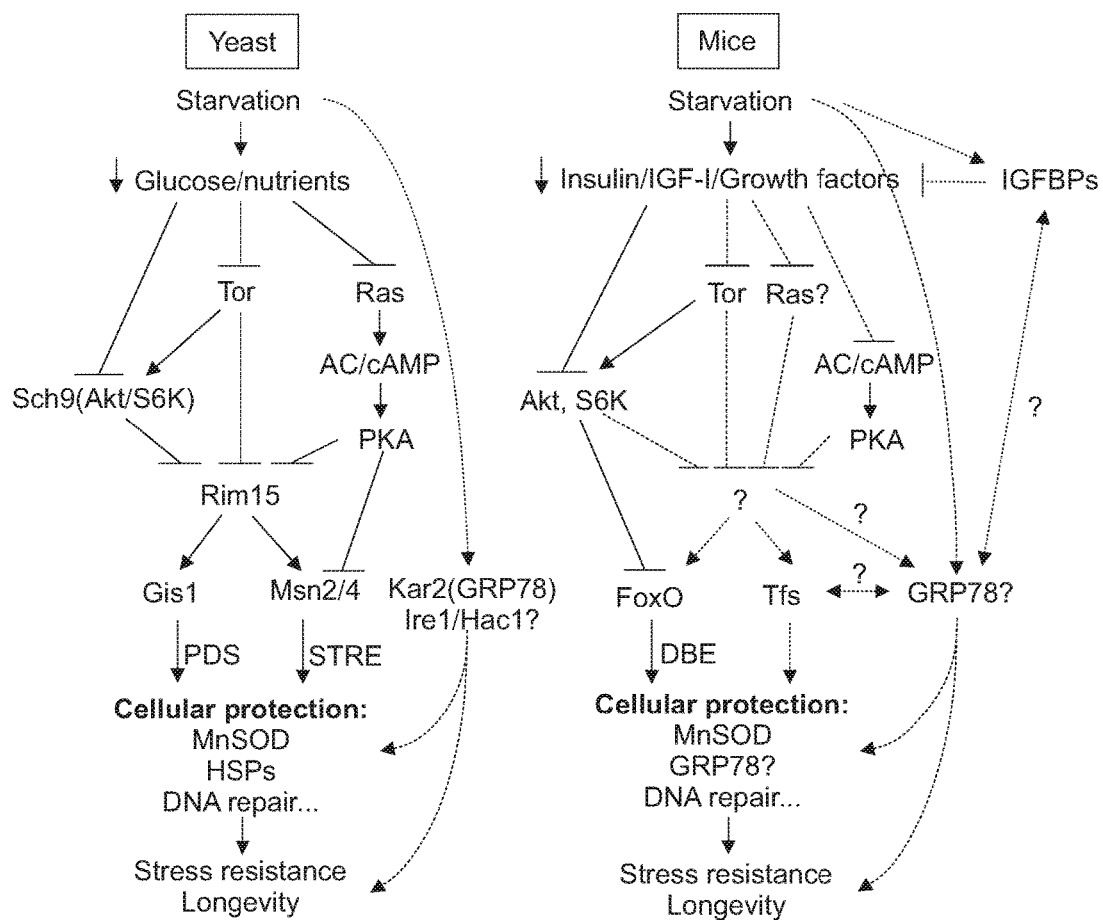 Yeast
Starvation
Glucose/nutrients
Tor
Ras
AC/cAMP
Sch9(Akt/S6K)
PKA
Rim15
Gis1
Msn2/4
Kar2(GRP78)
Ire1/Hac1?
PDS
STRE
Cellular protection:
MnSOD
HSPs
DNA repair...
Stress resistance
Longevity
Mice
Starvation
Insulin/IGF-I/Growth factors
IGFBPs
Tor
Ras?
AC/cAMP
Akt, S6K
PKA
?
?
?
?
FoxO
Tfs
GRP78?
DBE
Cellular protection:
MnSOD
GRP78?
DNA repair...
Stress resistance
Longevity